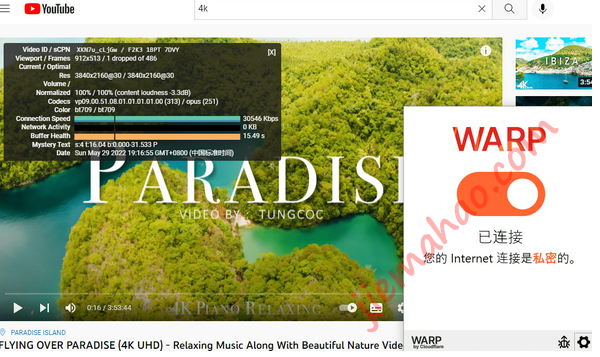 YouTube
4k
Video ID / sCPN XXN7u_cLjGw / F2K3 18PT 7DVY [X]
Viewport / Frames 912x513 / 1 dropped of 486
Current / Optimal Res 3840x2160@30 / 3840x2160@30
Volume / Normalized 100% / 100% (content loudness -3.3dB)
Codecs vp09.00.51.08.01.01.01.01.00 (313) / opus (251)
Color bt709 / bt709
Connection Speed 30546 Kbps
Network Activity 0 KB
Buffer Health 15.49 s
Mystery Text s:4 t:16.04 b:0.000-31.533 P
Date Sun May 29 2022 19:16:55 GMT+0800 (中国标准时间)
PARADISE
VIDEO BY : TUNGCOC
4K PIANO RELAXING
0:16 / 3:53:44
PARADISE ISLAND
FLYING OVER PARADISE (4K UHD) - Relaxing Music Along With Beautiful Nature Vide
IBIZA
3:54
WARP
已连接
您的 Internet 连接是私密的。
WARP
by Cloudflare
jiemahao.com